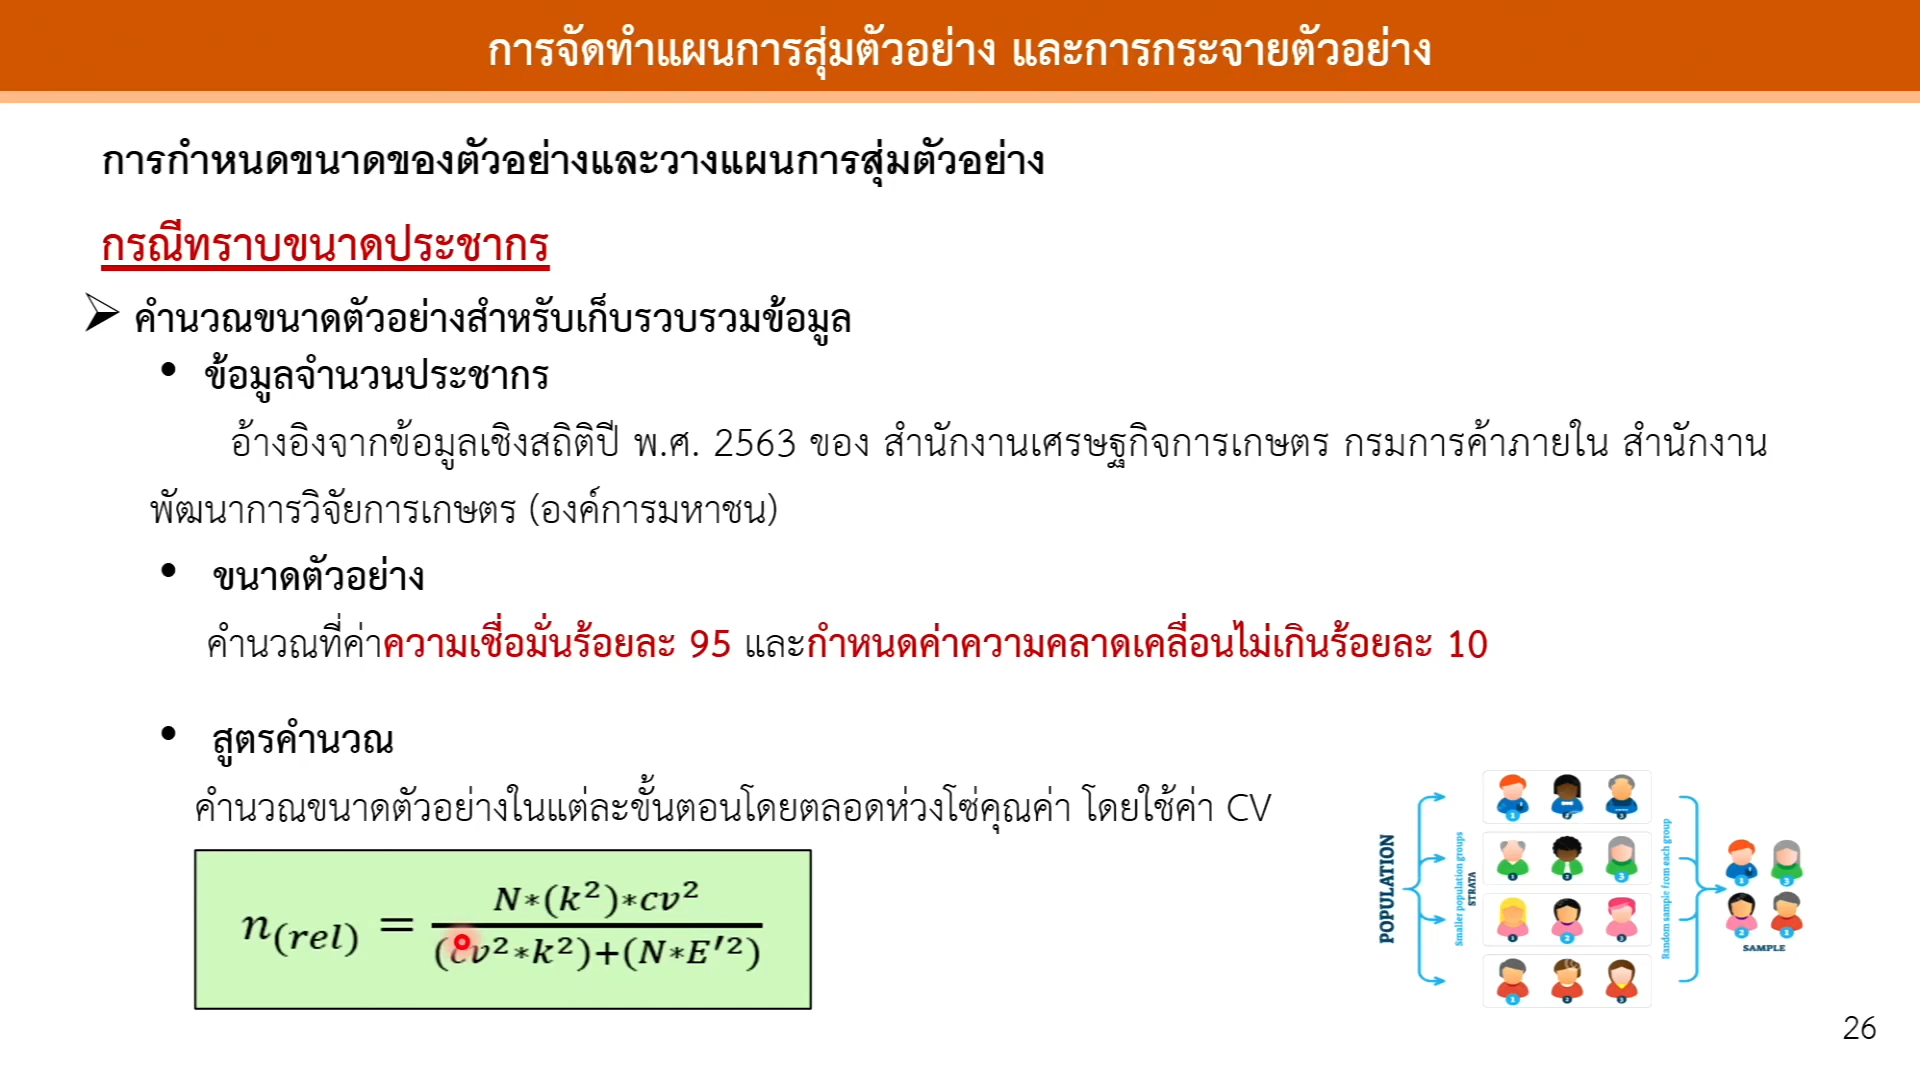 การจัดทำแผนการสุ่มตัวอย่าง และการกระจายตัวอย่าง
การกำหนดขนาดของตัวอย่างและวางแผนการสุ่มตัวอย่าง
กรณีทราบขนาดประชากร
➢ คำนวณขนาดตัวอย่างสำหรับเก็บรวบรวมข้อมูล
• ข้อมูลจำนวนประชากร
อ้างอิงจากข้อมูลเชิงสถิติปี พ.ศ. 2563 ของ สำนักงานเศรษฐกิจการเกษตร กรมการค้าภายใน สำนักงาน
พัฒนาการวิจัยการเกษตร (องค์การมหาชน)
• ขนาดตัวอย่าง
คำนวณที่ค่าความเชื่อมั่นร้อยละ 95 และกำหนดค่าความคลาดเคลื่อนไม่เกินร้อยละ 10
• สูตรคำนวณ
คำนวณขนาดตัวอย่างในแต่ละขั้นตอนโดยตลอดห่วงโซ่คุณค่า โดยใช้ค่า CV
n(rel) = N*(k²)*cv² / (cv²*k²)+(N*E′²)
POPULATION
Smaller population groups
STRATA
Random sample from each group
SAMPLE
26